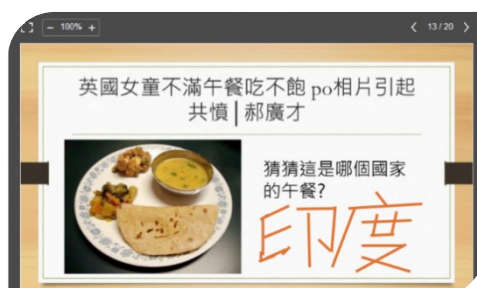 100%
13/20
英國女童不滿午餐吃不飽 po相片引起
共憤│郝廣才
猜猜這是哪個國家
的午餐?
印度